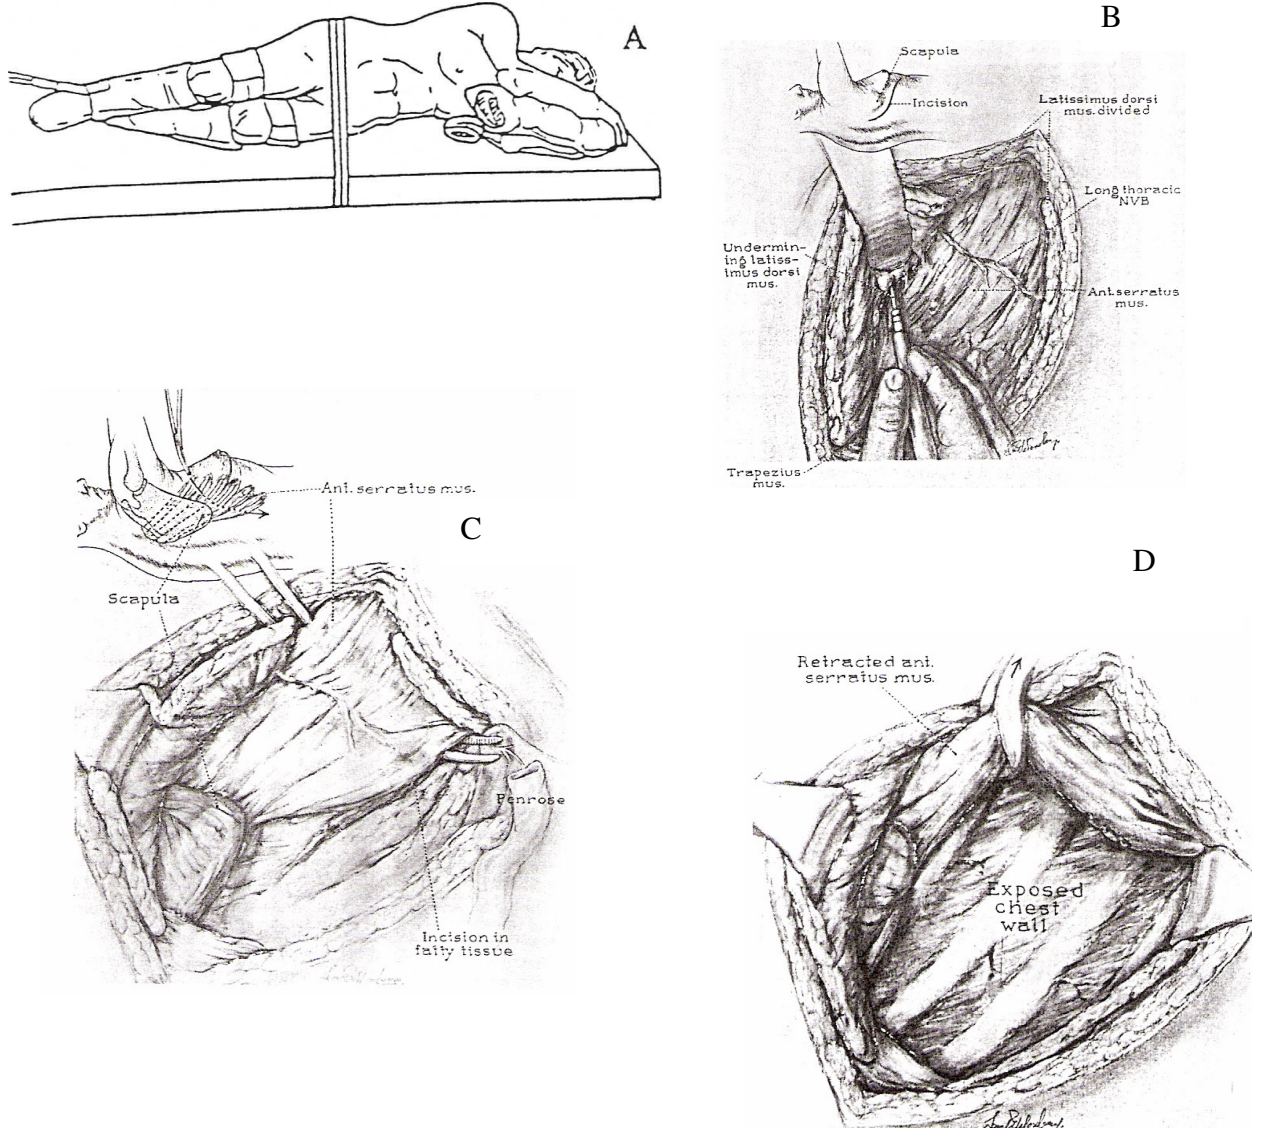 A
B
Scapula
Incision
Latissimus dorsi
mus. divided
Long thoracic
NVB
Undermin-
ing latiss-
imus dorsi
mus.
Ant. serratus
mus.
Trapezius
mus.
C
Ant. serratus mus.
Scapula
Penrose
Incision in
fatty tissue
D
Retracted ant.
serratus mus.
Exposed
chest
wall